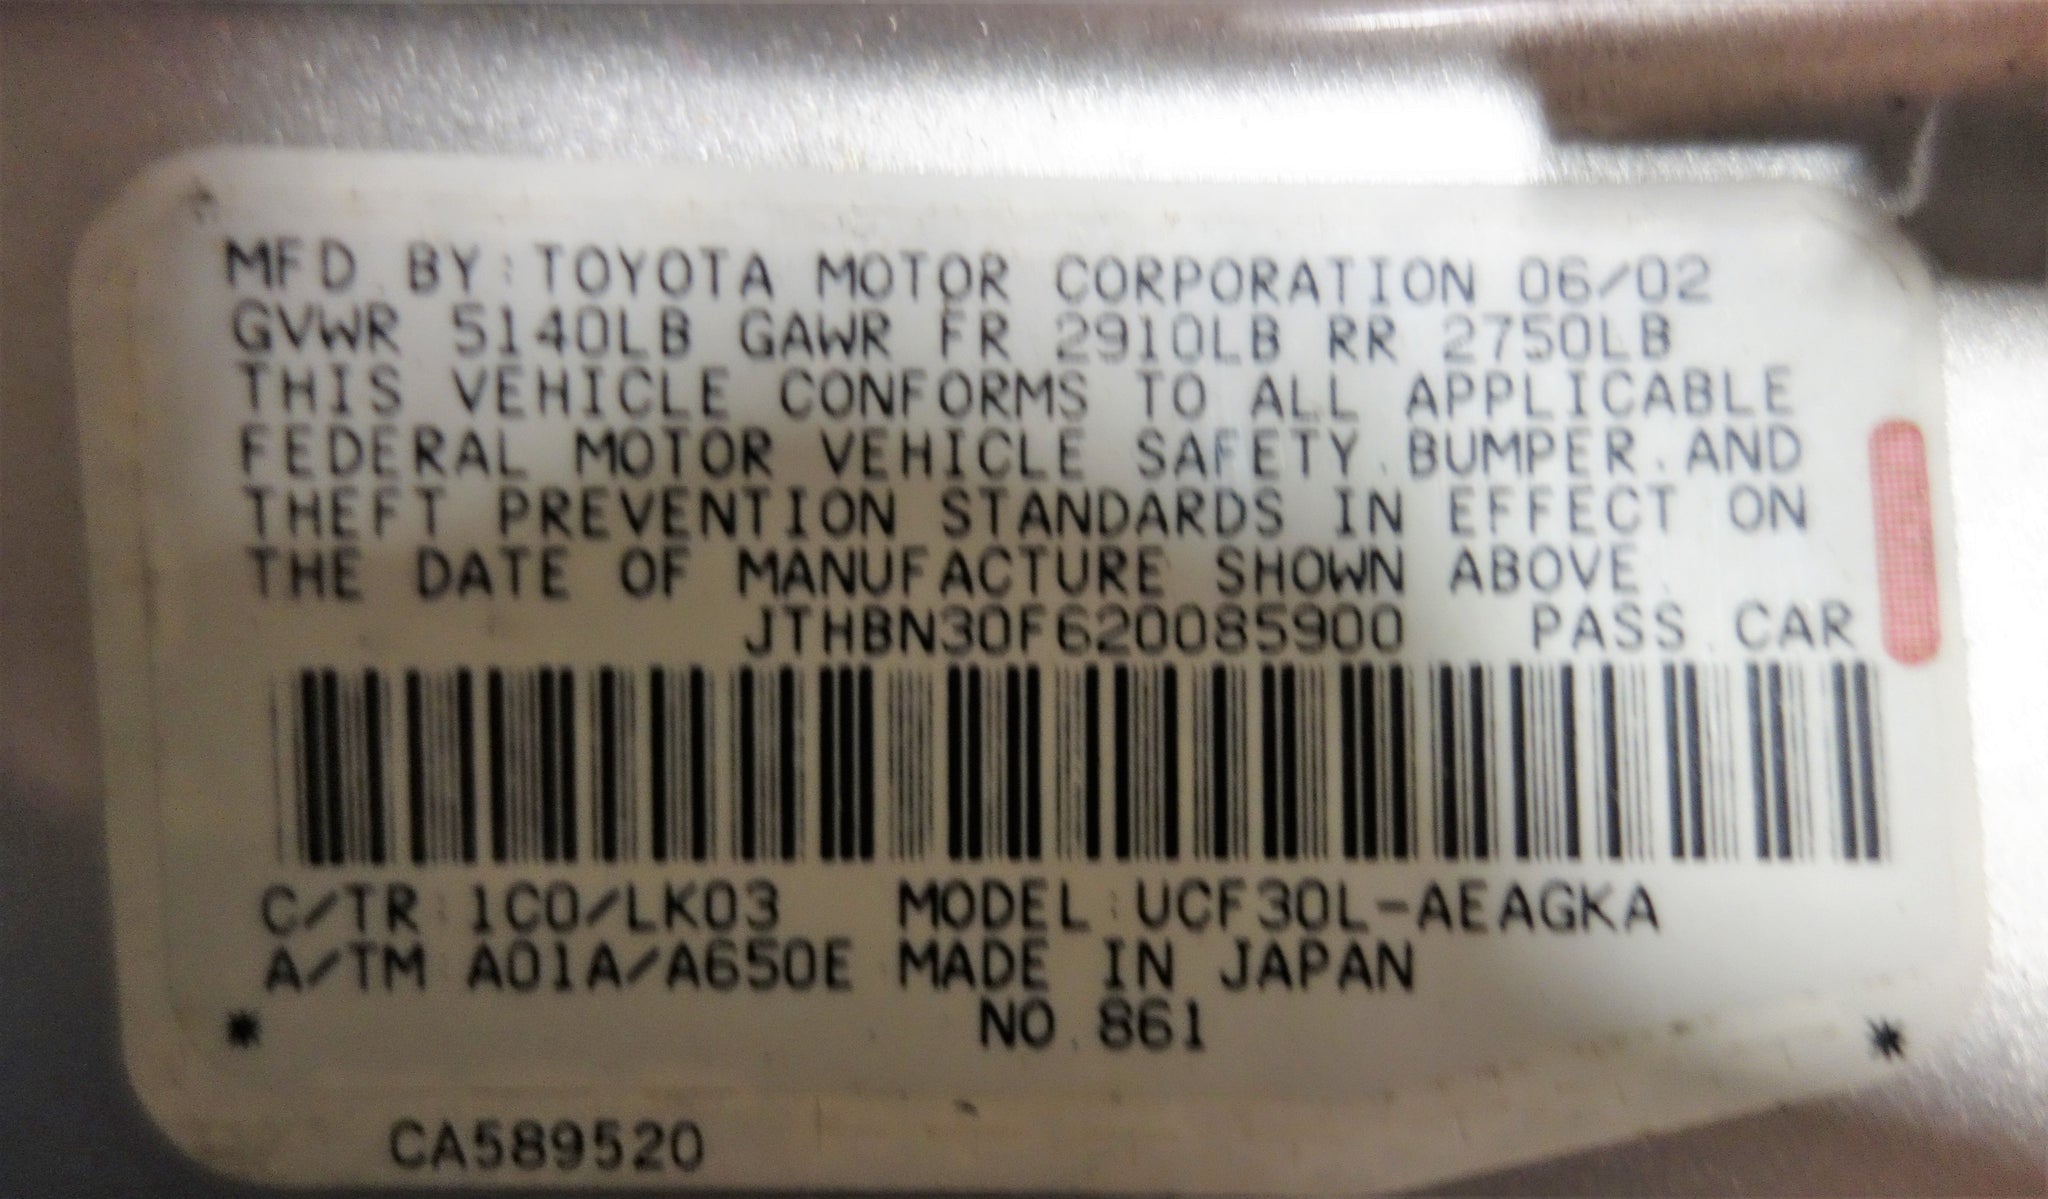 MFD. BY: TOYOTA MOTOR CORPORATION 06/02
GVWR 5140LB GAWR FR 2910LB RR 2750LB
THIS VEHICLE CONFORMS TO ALL APPLICABLE
FEDERAL MOTOR VEHICLE SAFETY, BUMPER, AND
THEFT PREVENTION STANDARDS IN EFFECT ON
THE DATE OF MANUFACTURE SHOWN ABOVE.
JTHBN30F620085900 PASS. CAR
C/TR: 1C0/LK03 MODEL: UCF30L-AEAGKA
A/TM A01A/A650E MADE IN JAPAN
* NO. 861 *
CA589520